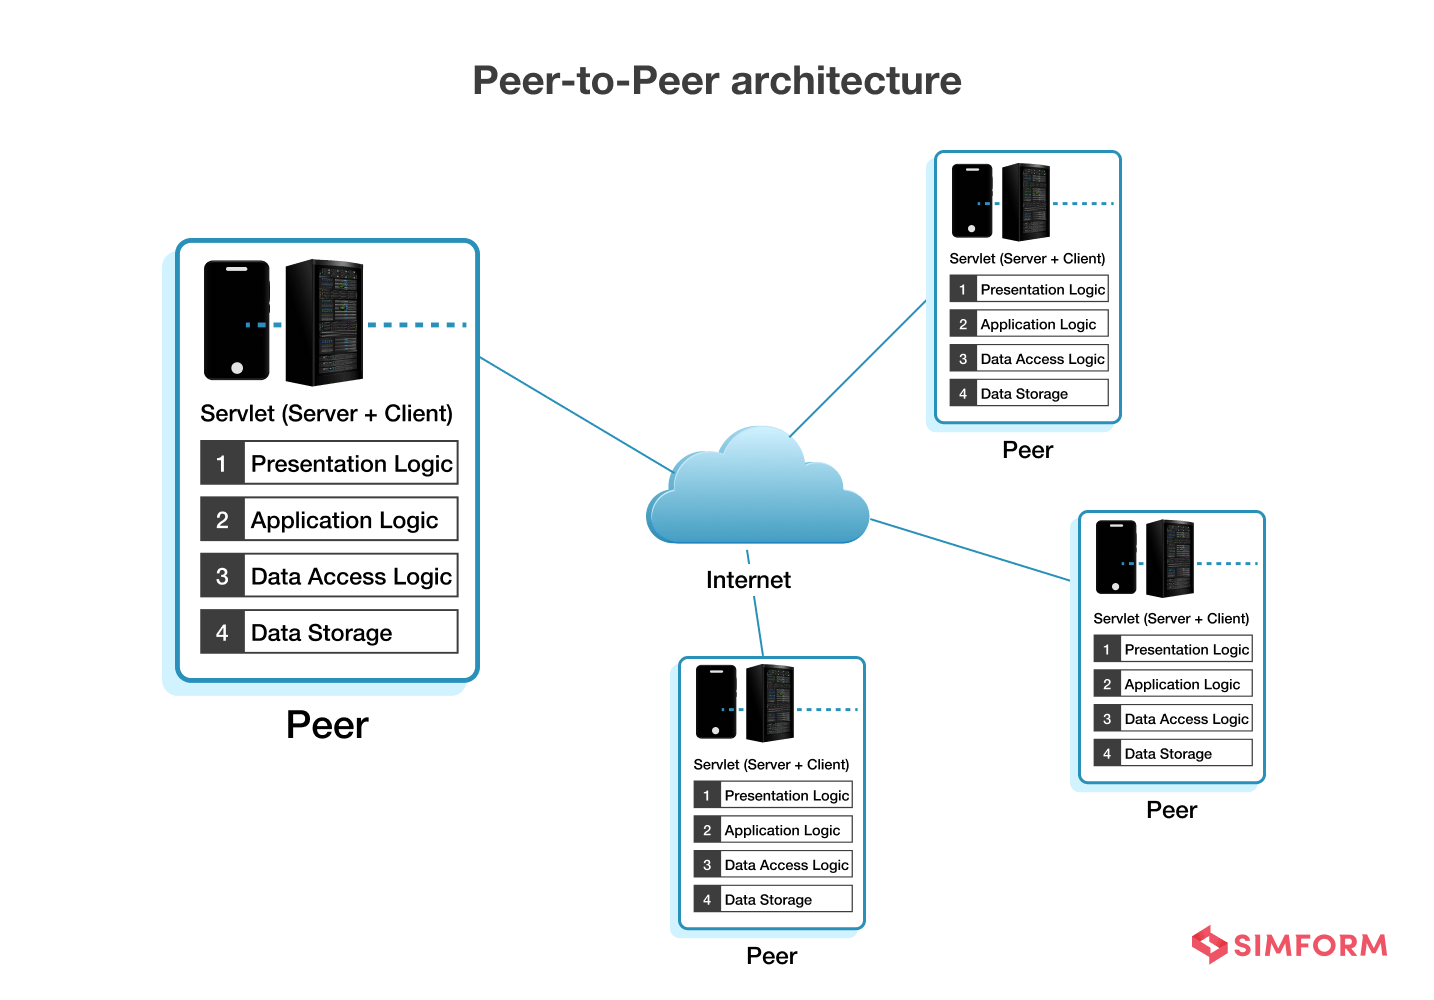 Peer-to-Peer architecture
Servlet (Server + Client)
1 Presentation Logic
2 Application Logic
3 Data Access Logic
4 Data Storage
Peer
Internet
Servlet (Server + Client)
1 Presentation Logic
2 Application Logic
3 Data Access Logic
4 Data Storage
Peer
Servlet (Server + Client)
1 Presentation Logic
2 Application Logic
3 Data Access Logic
4 Data Storage
Peer
Servlet (Server + Client)
1 Presentation Logic
2 Application Logic
3 Data Access Logic
4 Data Storage
Peer
SIMFORM